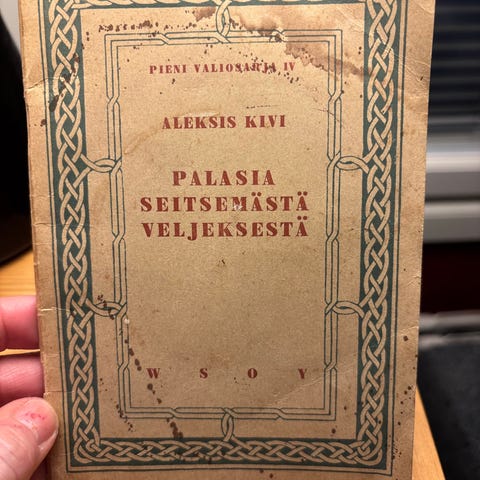 PIENI VALIOSARJA IV
ALEKSIS KIVI
PALASIA
SEITSEMÄSTÄ
VELJEKSESTÄ
W S O Y